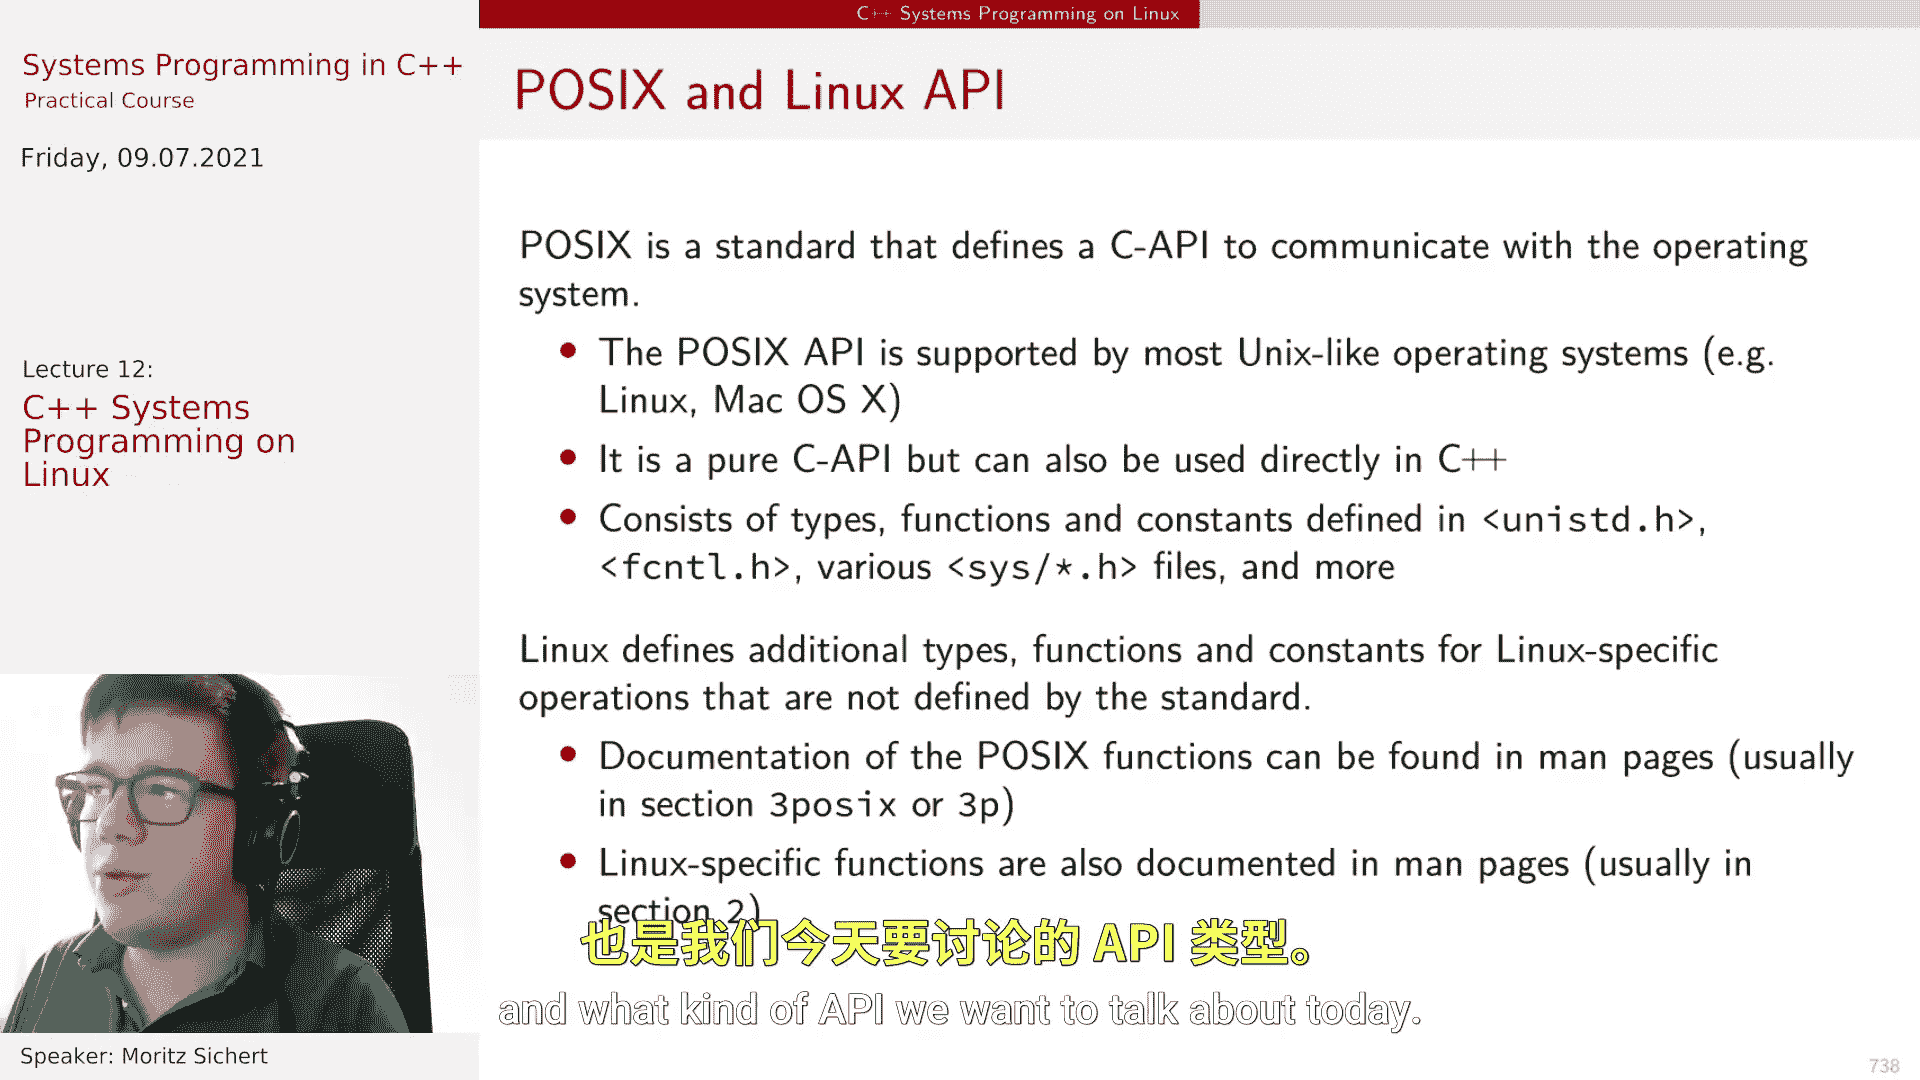 C++ Systems Programming on Linux
Systems Programming in C++
Practical Course
Friday, 09.07.2021
Lecture 12:
C++ Systems
Programming on
Linux
POSIX and Linux API
POSIX is a standard that defines a C-API to communicate with the operating
system.
• The POSIX API is supported by most Unix-like operating systems (e.g.
Linux, Mac OS X)
• It is a pure C-API but can also be used directly in C++
• Consists of types, functions and constants defined in <unistd.h>,
<fcntl.h>, various <sys/*.h> files, and more
Linux defines additional types, functions and constants for Linux-specific
operations that are not defined by the standard.
• Documentation of the POSIX functions can be found in man pages (usually
in section 3posix or 3p)
• Linux-specific functions are also documented in man pages (usually in
section 2)
也是我们今天要讨论的 API 类型。
and what kind of API we want to talk about today.
Speaker: Moritz Sichert
738